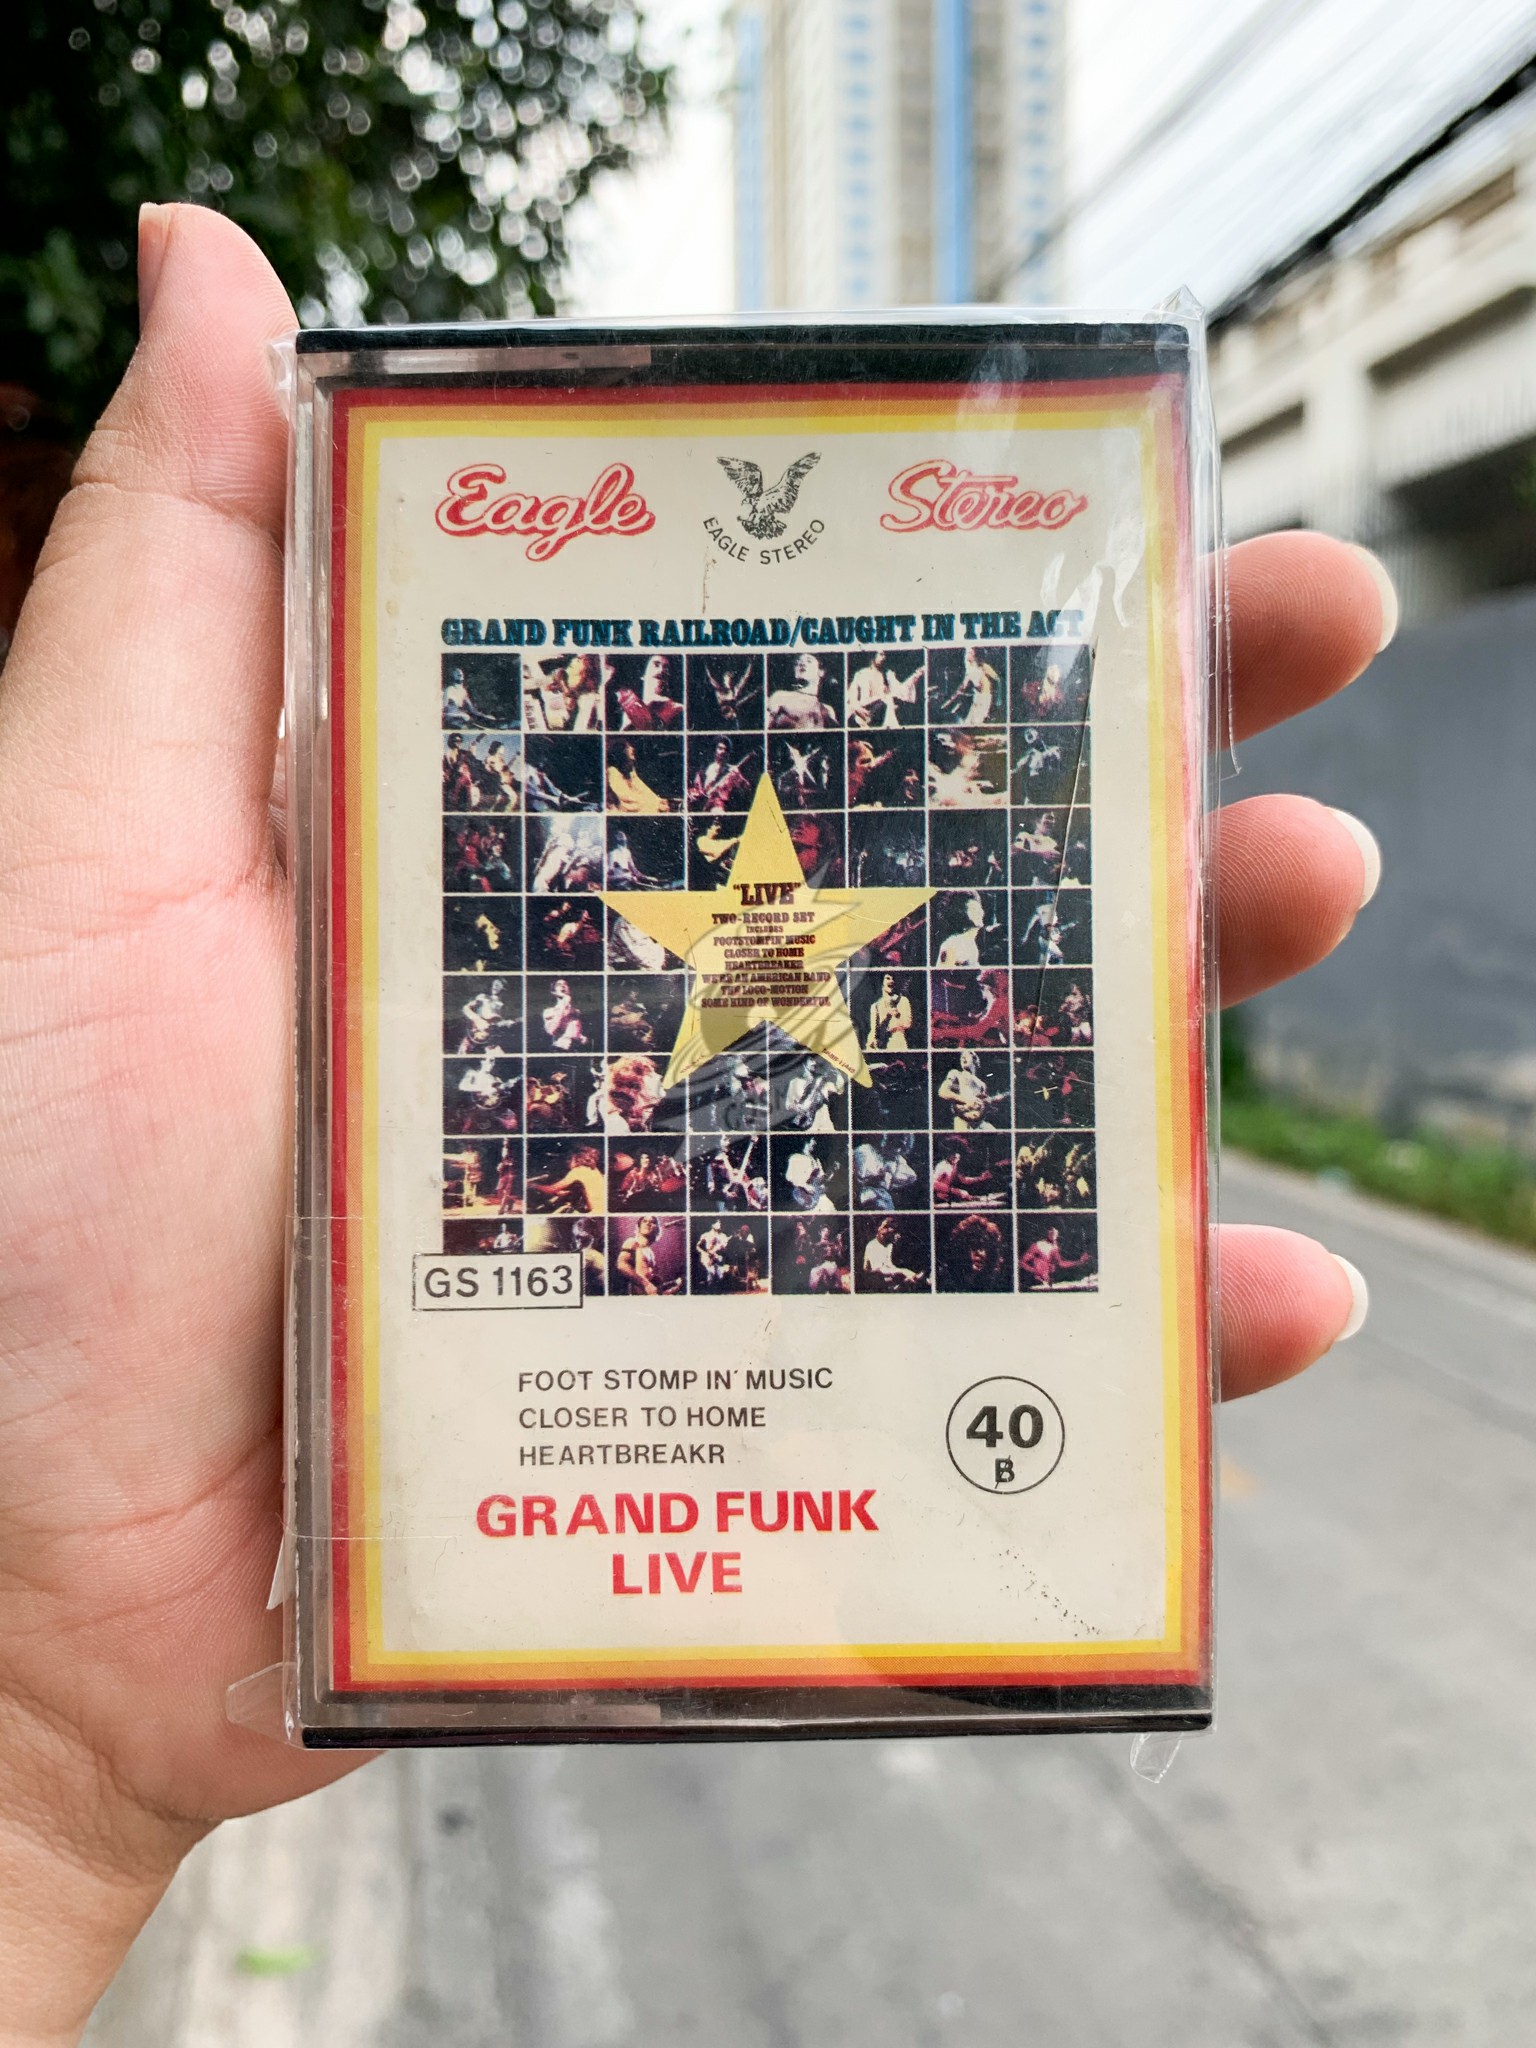 Eagle
Stereo
EAGLE STEREO
GRAND FUNK RAILROAD/CAUGHT IN THE ACT
"LIVE"
TWO-RECORD SET
INCLUDES
FOOTSTOMPIN' MUSIC
CLOSER TO HOME
HEARTBREAKER
WE'RE AN AMERICAN BAND
THE LOCO-MOTION
SOME KIND OF WONDERFUL
GS 1163
FOOT STOMP IN' MUSIC
CLOSER TO HOME
HEARTBREAKR
40
฿
GRAND FUNK
LIVE